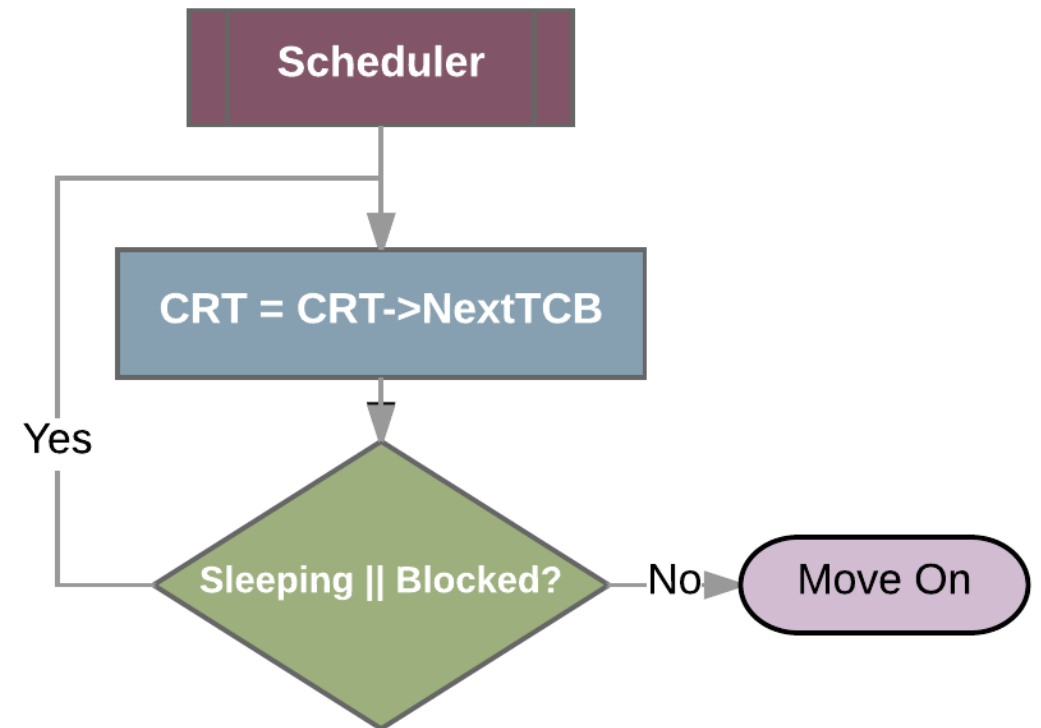 Scheduler
CRT = CRT->NextTCB
Yes
Sleeping || Blocked?
No
Move On